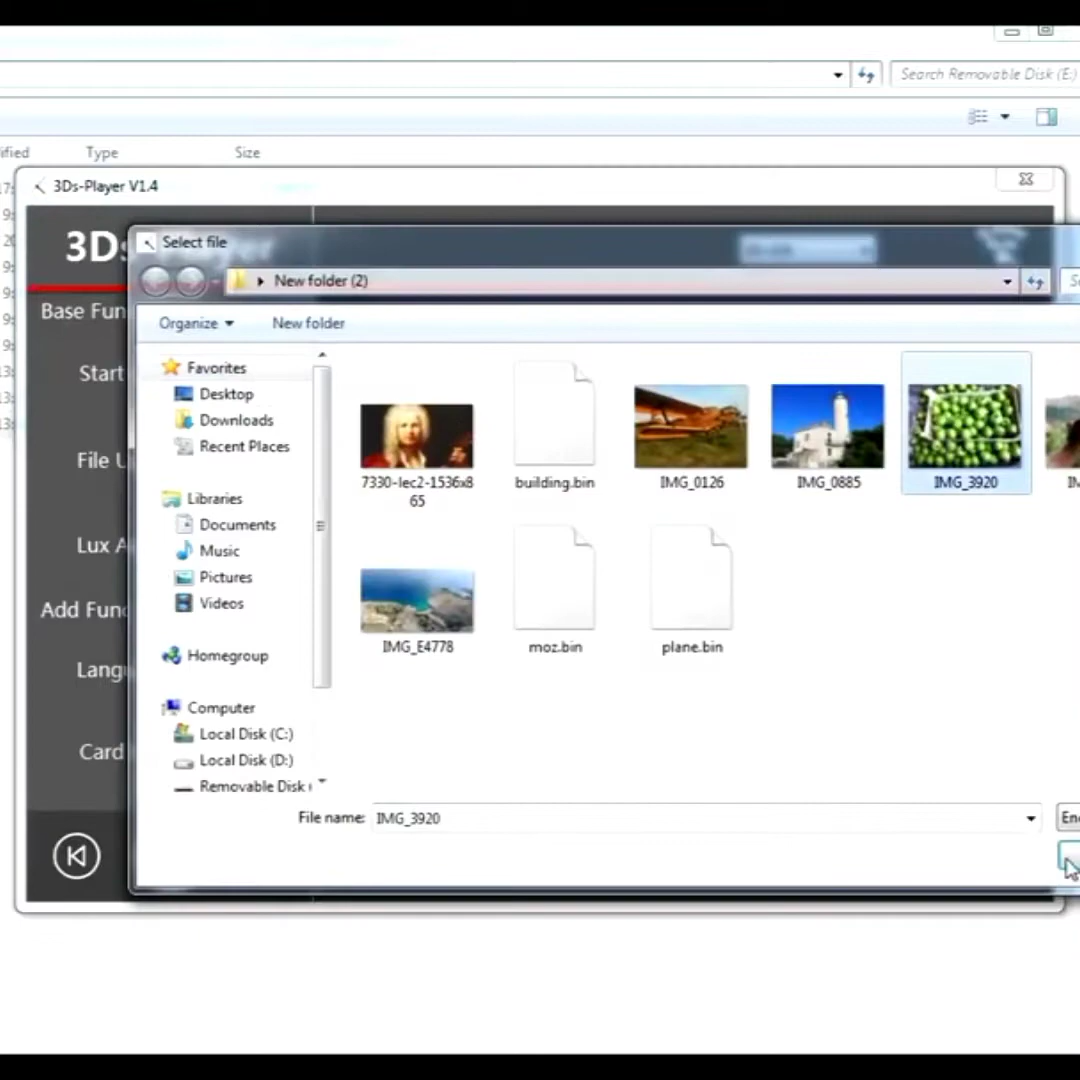 Search Removable Disk (E:)
ified Type Size
3Ds-Player V1.4
3Ds
Select file
New folder (2)
Base Fun
Organize New folder
Favorites
Start
Desktop
Downloads
Recent Places
File U
7330-lec2-1536x8
65
building.bin
IMG_0126
IMG_0885
IMG_3920
Libraries
Documents
Lux A
Music
Pictures
Add Func
Videos
IMG_E4778
moz.bin
plane.bin
Homegroup
Langu
Computer
Local Disk (C:)
Card
Local Disk (D:)
Removable Disk (
File name: IMG_3920